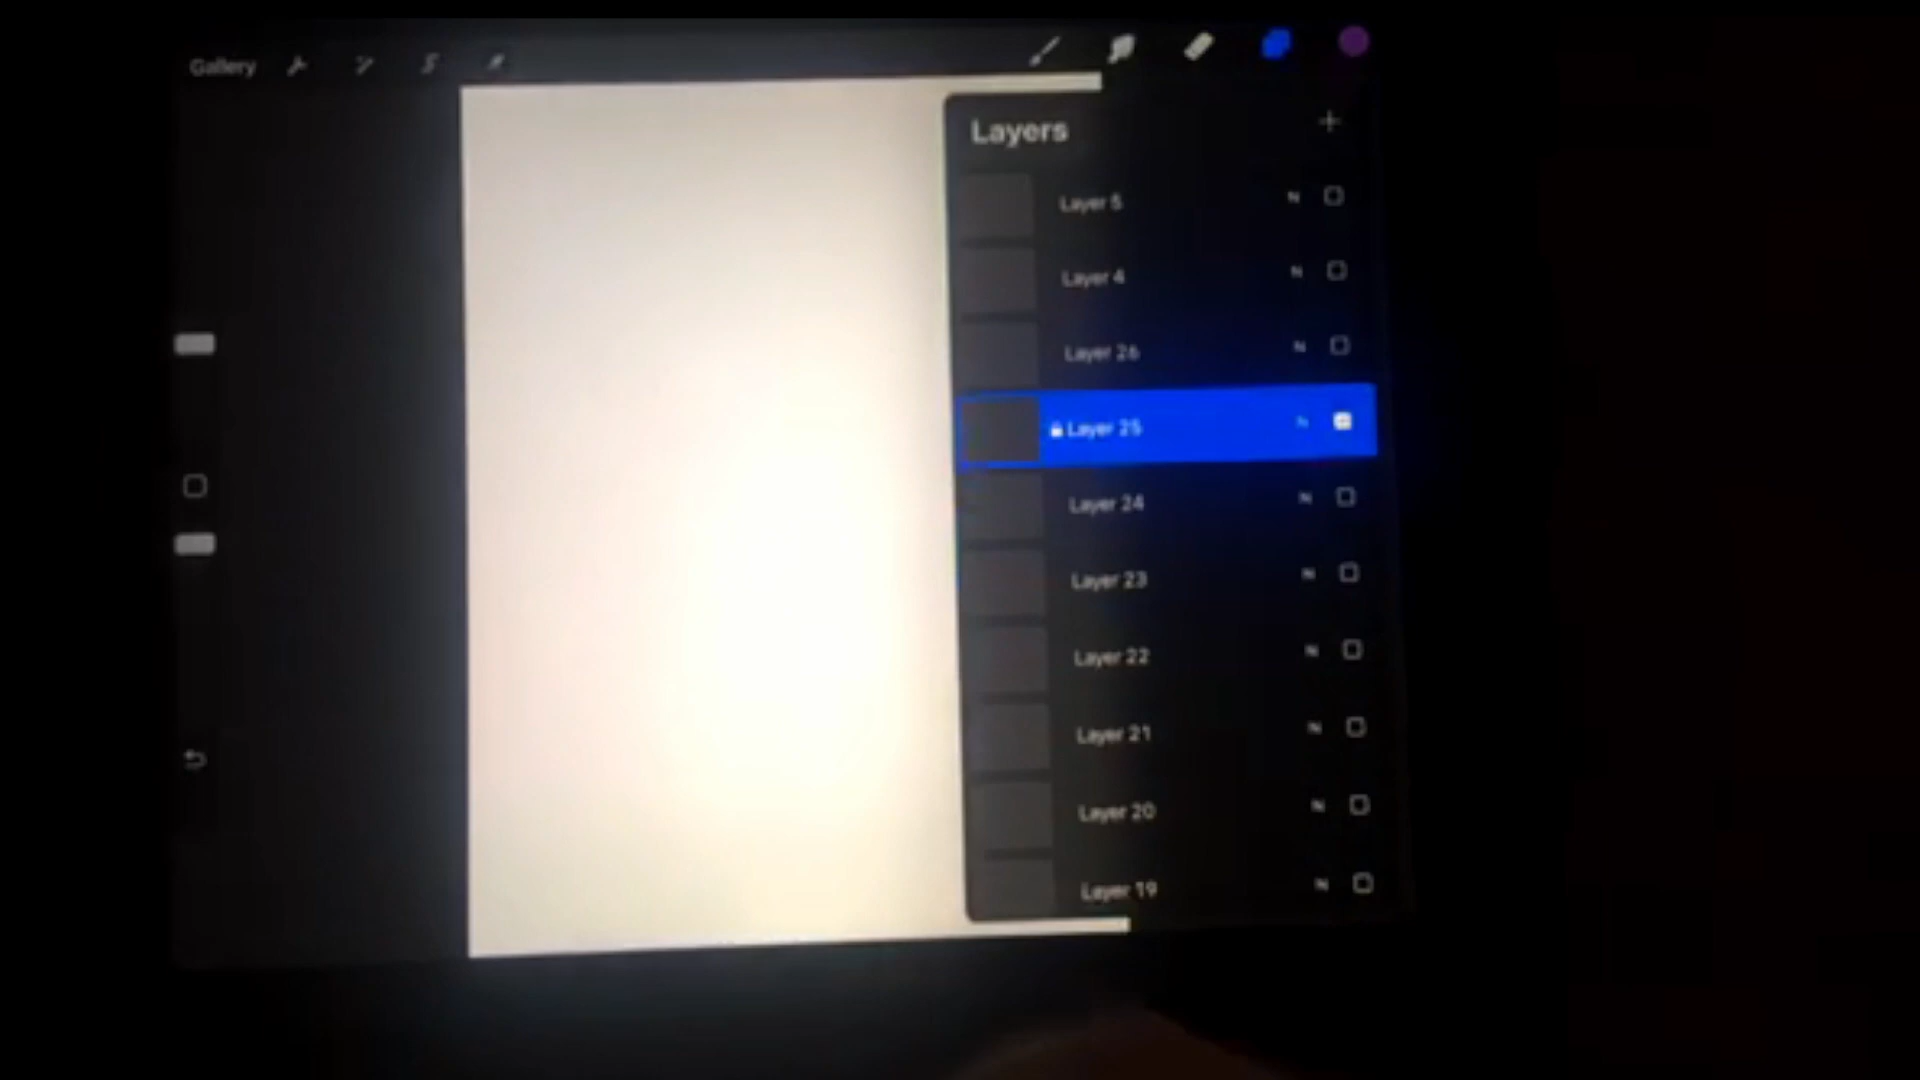 Gallery
Layers
Layer 5 N
Layer 4 N
Layer 26 N
Layer 25 N
Layer 24 N
Layer 23 N
Layer 22 N
Layer 21 N
Layer 20 N
Layer 19 N